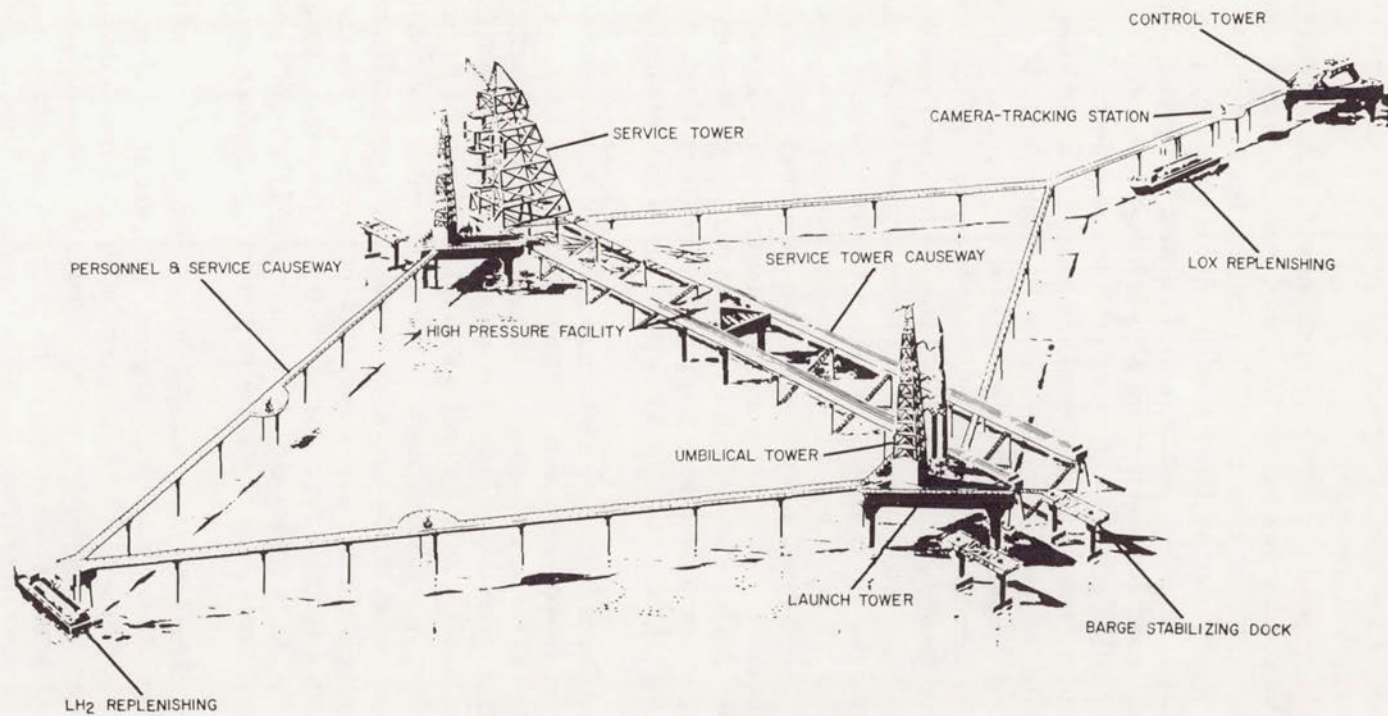 CONTROL TOWER
CAMERA-TRACKING STATION
SERVICE TOWER
PERSONNEL & SERVICE CAUSEWAY
SERVICE TOWER CAUSEWAY
LOX REPLENISHING
HIGH PRESSURE FACILITY
UMBILICAL TOWER
LAUNCH TOWER
BARGE STABILIZING DOCK
LH₂ REPLENISHING